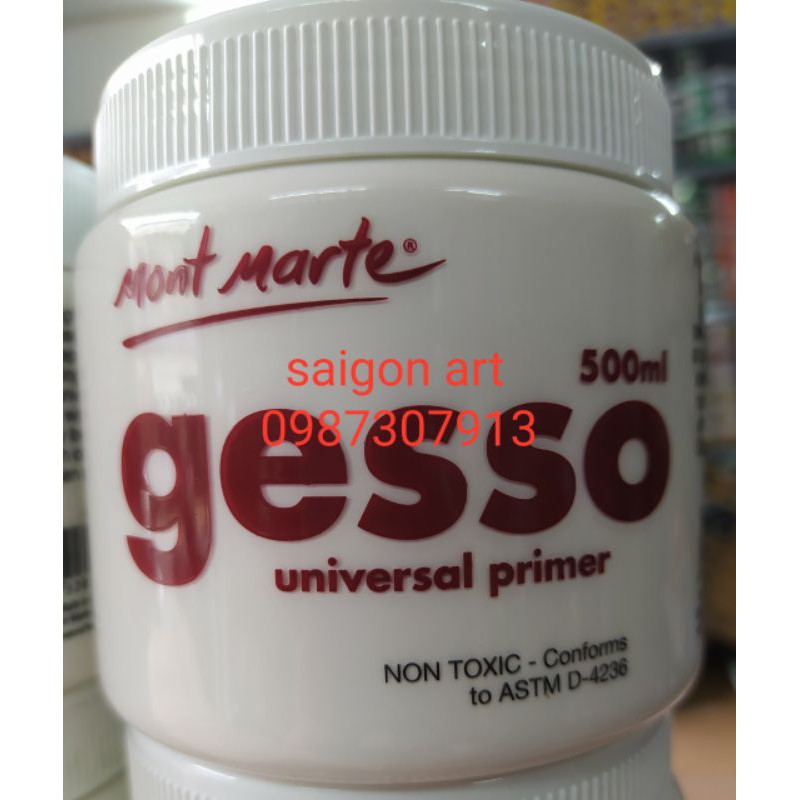 Mont Marte®
500ml
saigon art
gesso
0987307913
universal primer
NON TOXIC - Conforms
to ASTM D-4236